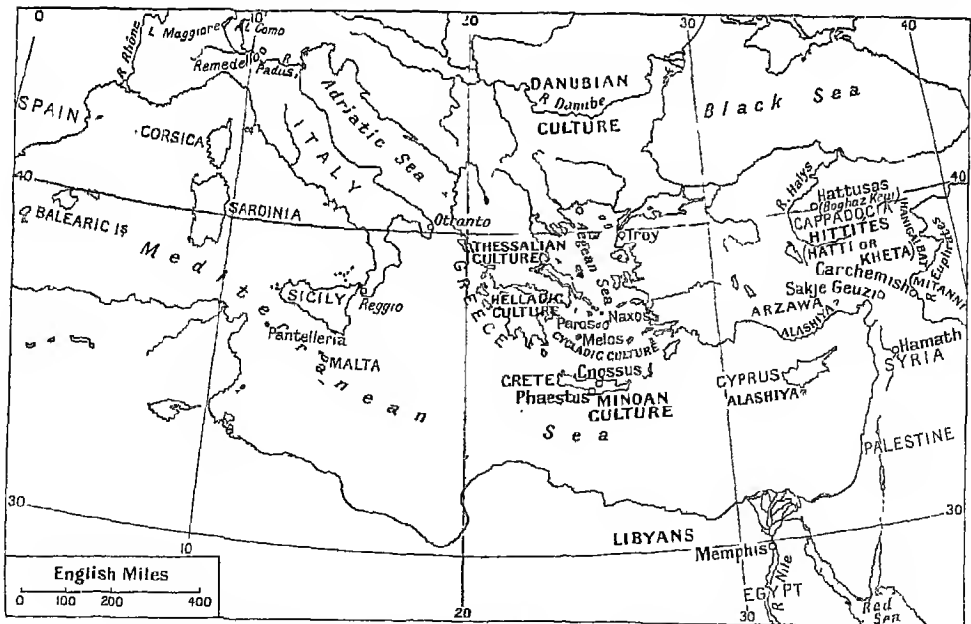 0
10
20
30
40
L Maggiore
L Como
R Rhône
Remedello
R
Padus
SPAIN
CORSICA
ITALY
Adriatic Sea
DANUBIAN
R Danube
CULTURE
Black Sea
40
40
BALEARIC Iş
SARDINIA
Otranto
Troy
Aegean Sea
R. Halys
Hattusas
(Boghaz Keui)
CAPPADOCIA
HITTITES
HATTI OR
KHETA
HANIGALBAT
R Euphrates
MITANNI
THESSALIAN
CULTURE
HELLADIC
CULTURE
GREECE
Carchemish
Sakje Geuzi
ARZAWA
ALASHIYA?
SICILY
Reggio
Pantelleria
MALTA
Mediterra-nean
Sea
Paros
Naxos
Melos
CYCLADIC CULTURE
Cnossus
CRETE
Phaestus
MINOAN
CULTURE
CYPRUS
ALASHIYA?
Hamath
SYRIA
PALESTINE
30
30
LIBYANS
Memphis
EGYPT
R Nile
Red
Sea
10
20
30
English Miles
0 100 200 400